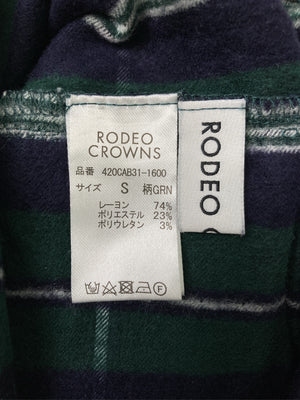 RODEO
CROWNS
品番 420CAB31-1600
サイズ S 柄GRN
レーヨン 74%
ポリエステル 23%
ポリウレタン 3%
RODEO